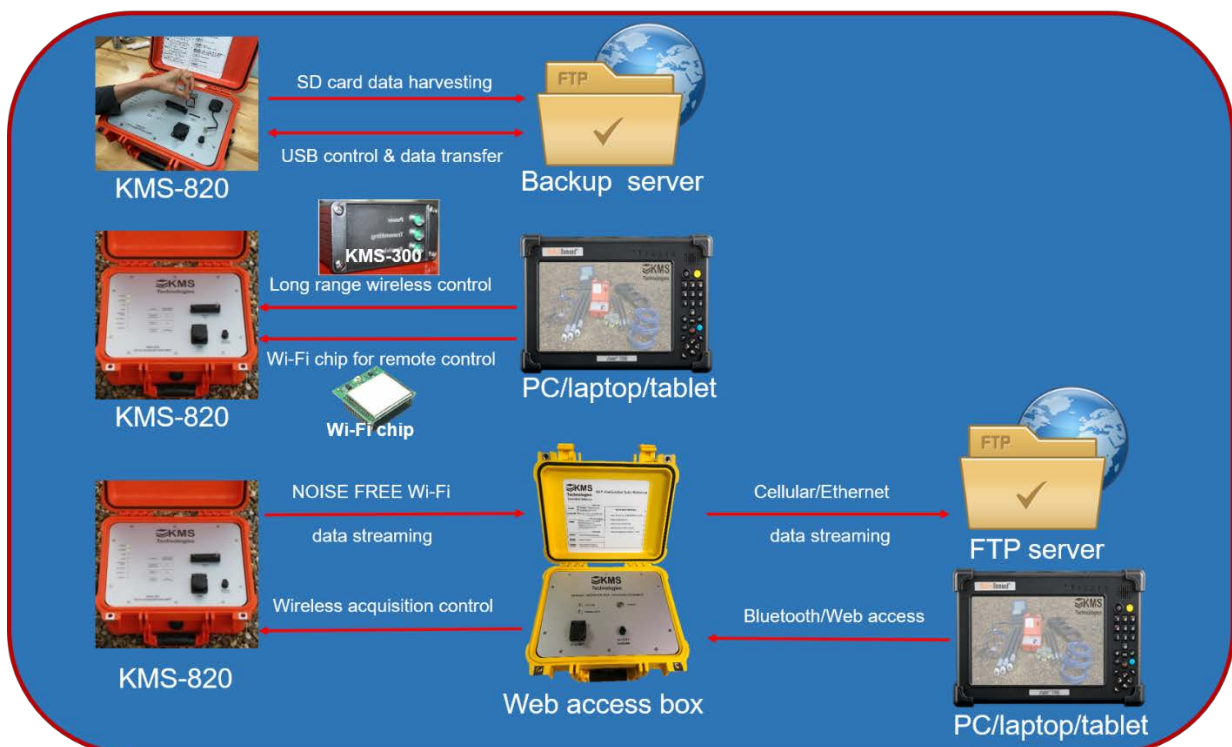 SD card data harvesting
FTP
USB control & data transfer
KMS-820
Backup server
KMS-300
Long range wireless control
KMS
Technologies
KMS
Technologies
Wi-Fi chip for remote control
KMS-820
Wi-Fi chip
PC/laptop/tablet
NOISE FREE Wi-Fi
data streaming
KMS
Technologies
Cellular/Ethernet
data streaming
FTP
FTP server
KMS
Technologies
Wireless acquisition control
KMS
Technologies
Bluetooth/Web access
KMS
KMS-820
Web access box
PC/laptop/tablet